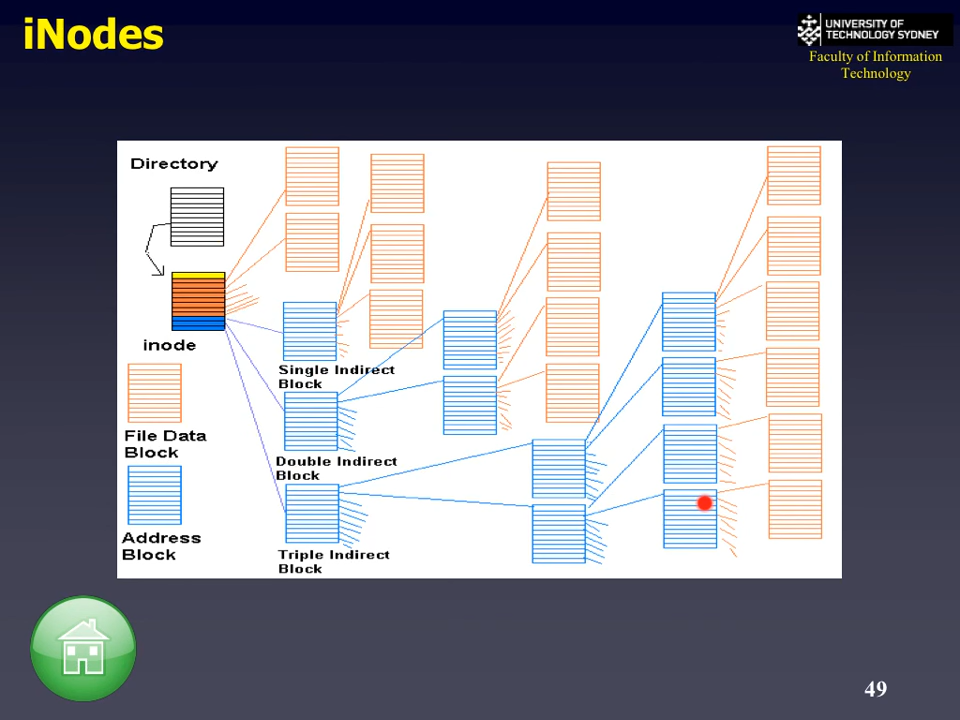 iNodes
UNIVERSITY OF
TECHNOLOGY SYDNEY
Faculty of Information
Technology
Directory
inode
Single Indirect
Block
File Data
Block
Double Indirect
Block
Address
Block
Triple Indirect
Block
49